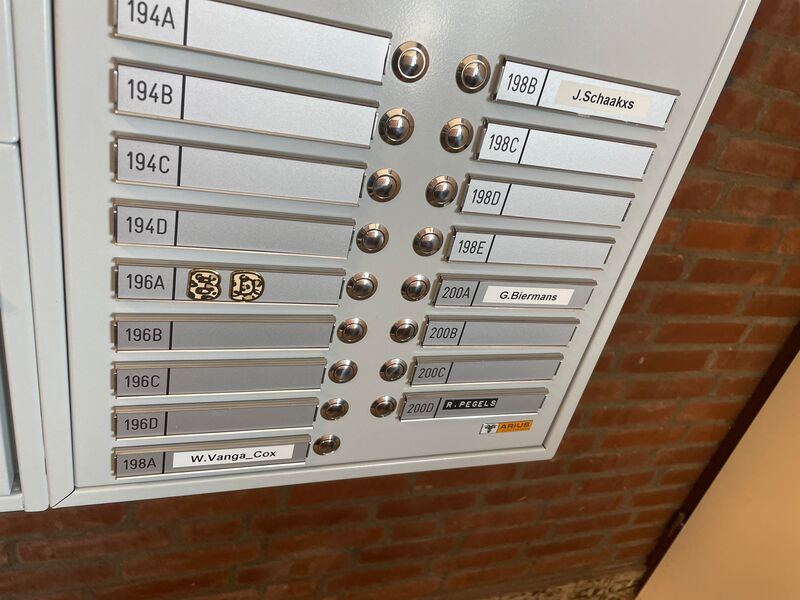 194A
194B
194C
194D
196A
196B
196C
196D
198A W.Vanga_Cox
198B J.Schaakxs
198C
198D
198E
200A G.Biermans
200B
200C
200D R. PEGELS
ARIUS